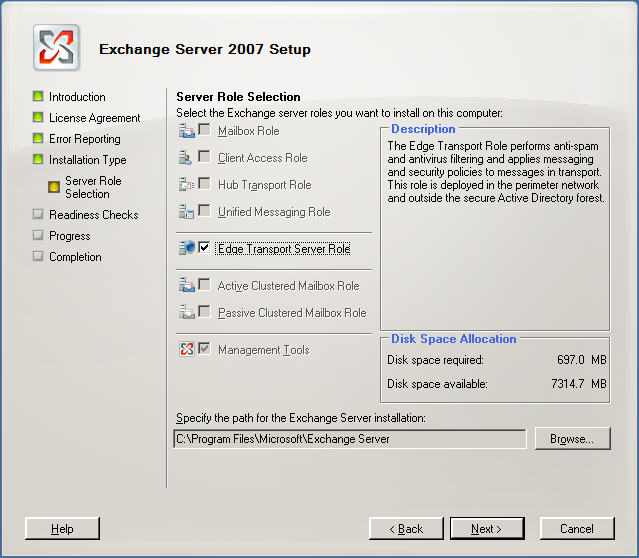 Exchange Server 2007 Setup
Introduction
License Agreement
Error Reporting
Installation Type
Server Role
Selection
Readiness Checks
Progress
Completion
Server Role Selection
Select the Exchange server roles you want to install on this computer:
Mailbox Role
Client Access Role
Hub Transport Role
Unified Messaging Role
Edge Transport Server Role
Active Clustered Mailbox Role
Passive Clustered Mailbox Role
Management Tools
Description
The Edge Transport Role performs anti-spam
and antivirus filtering and applies messaging
and security policies to messages in transport.
This role is deployed in the perimeter network
and outside the secure Active Directory forest.
Disk Space Allocation
Disk space required: 697.0 MB
Disk space available: 7314.7 MB
Specify the path for the Exchange Server installation:
C:\Program Files\Microsoft\Exchange Server
Browse...
Help
< Back
Next >
Cancel